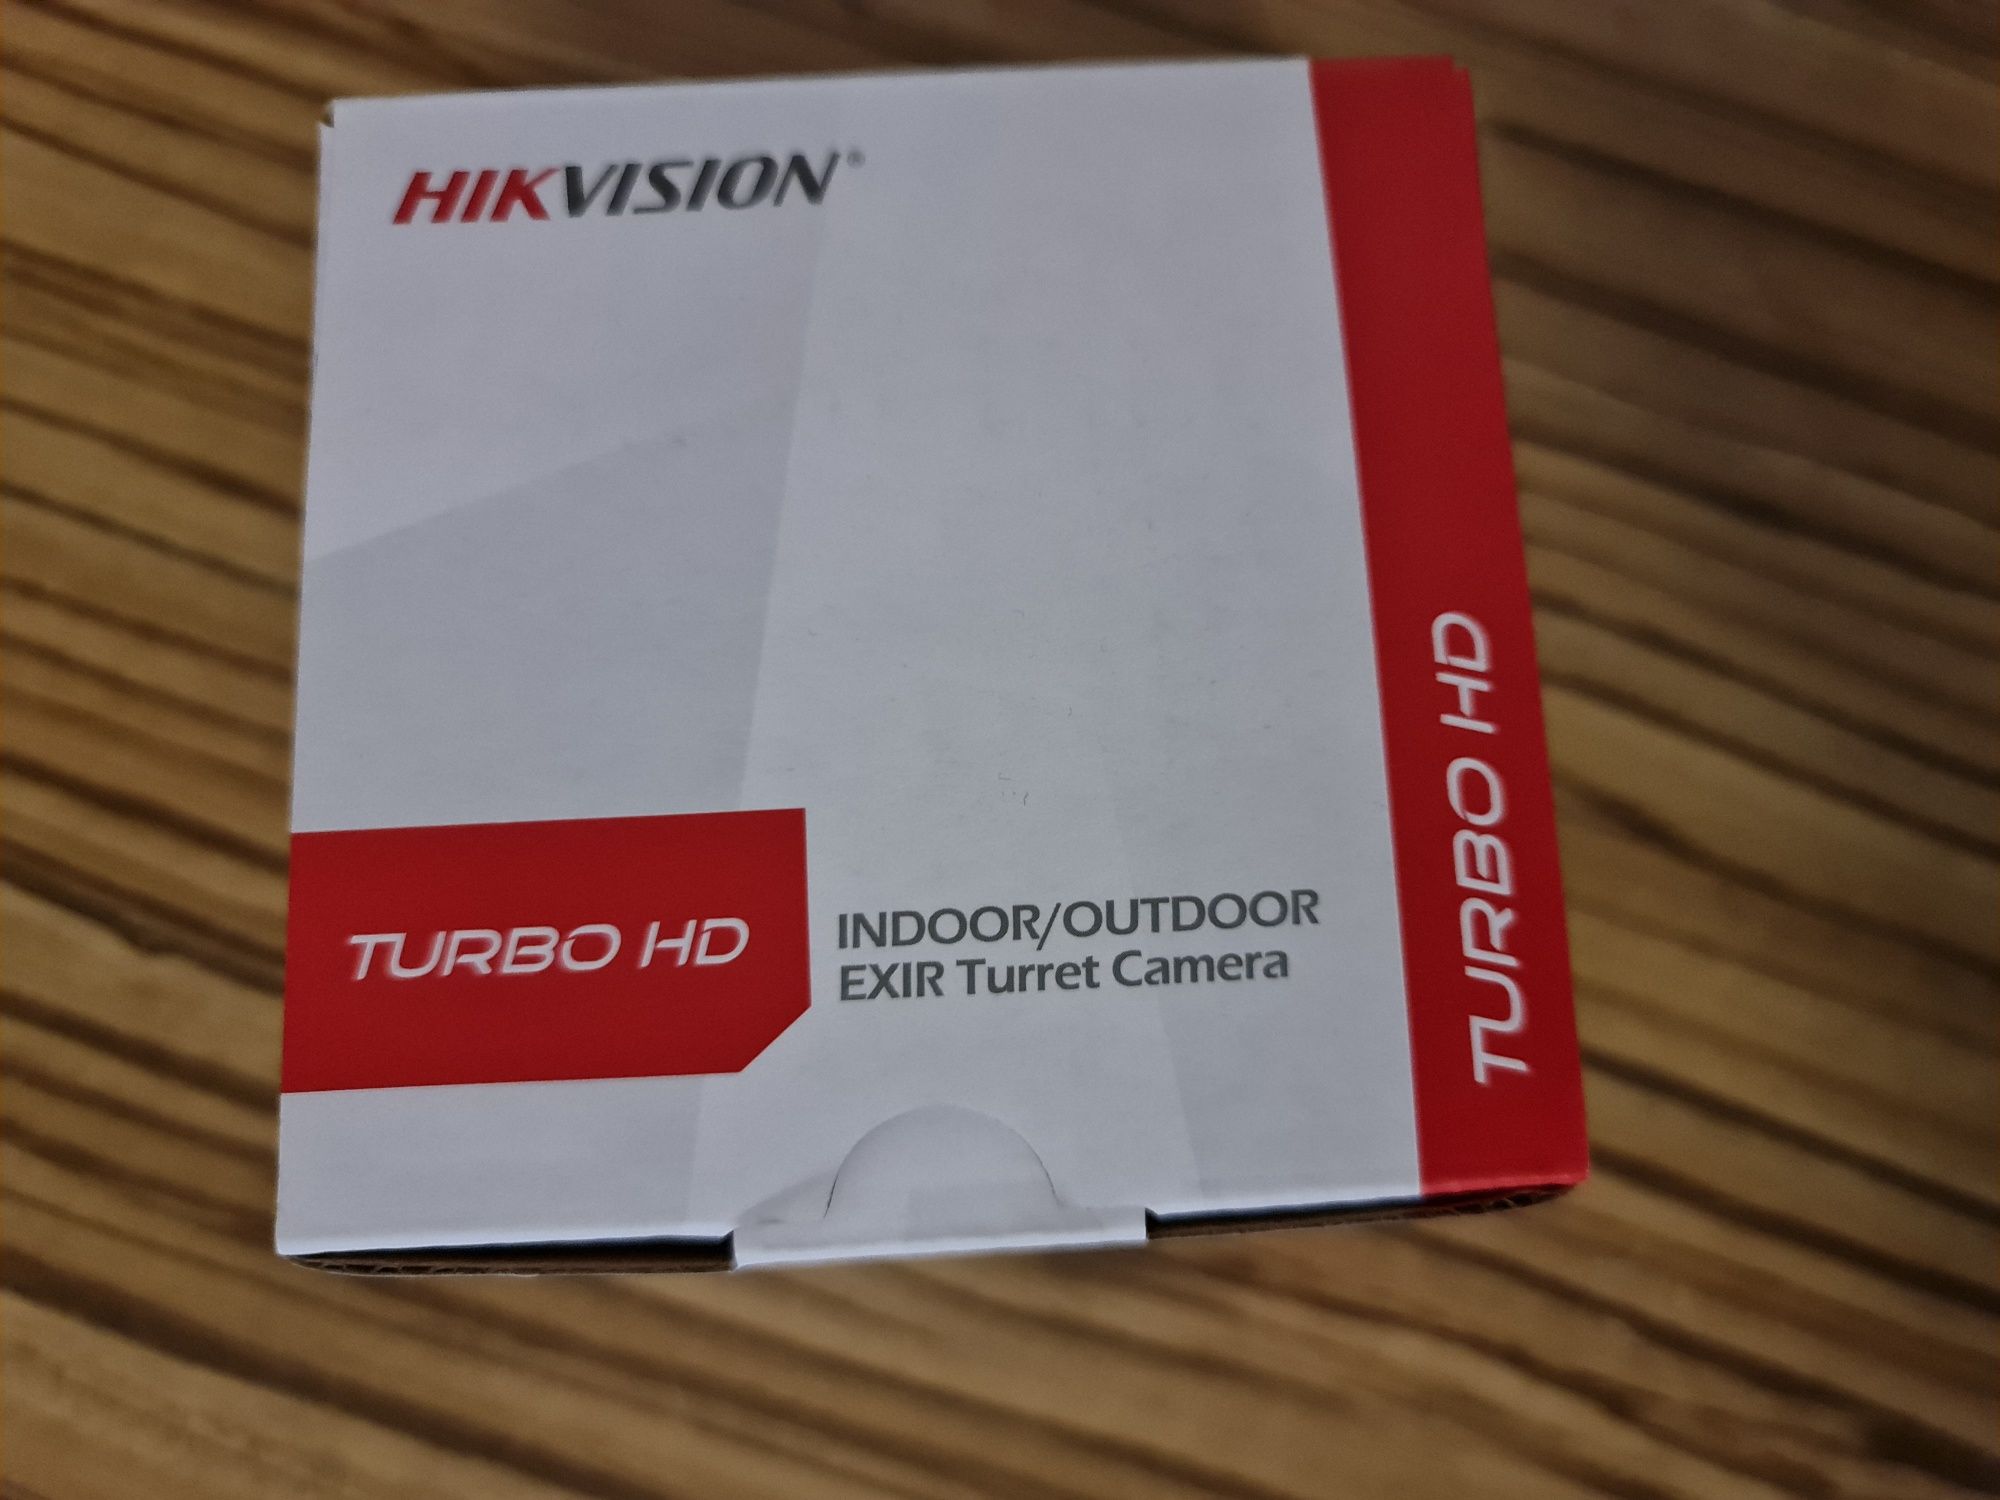 HIKVISION®
TURBO HD
INDOOR/OUTDOOR
EXIR Turret Camera
TURBO HD